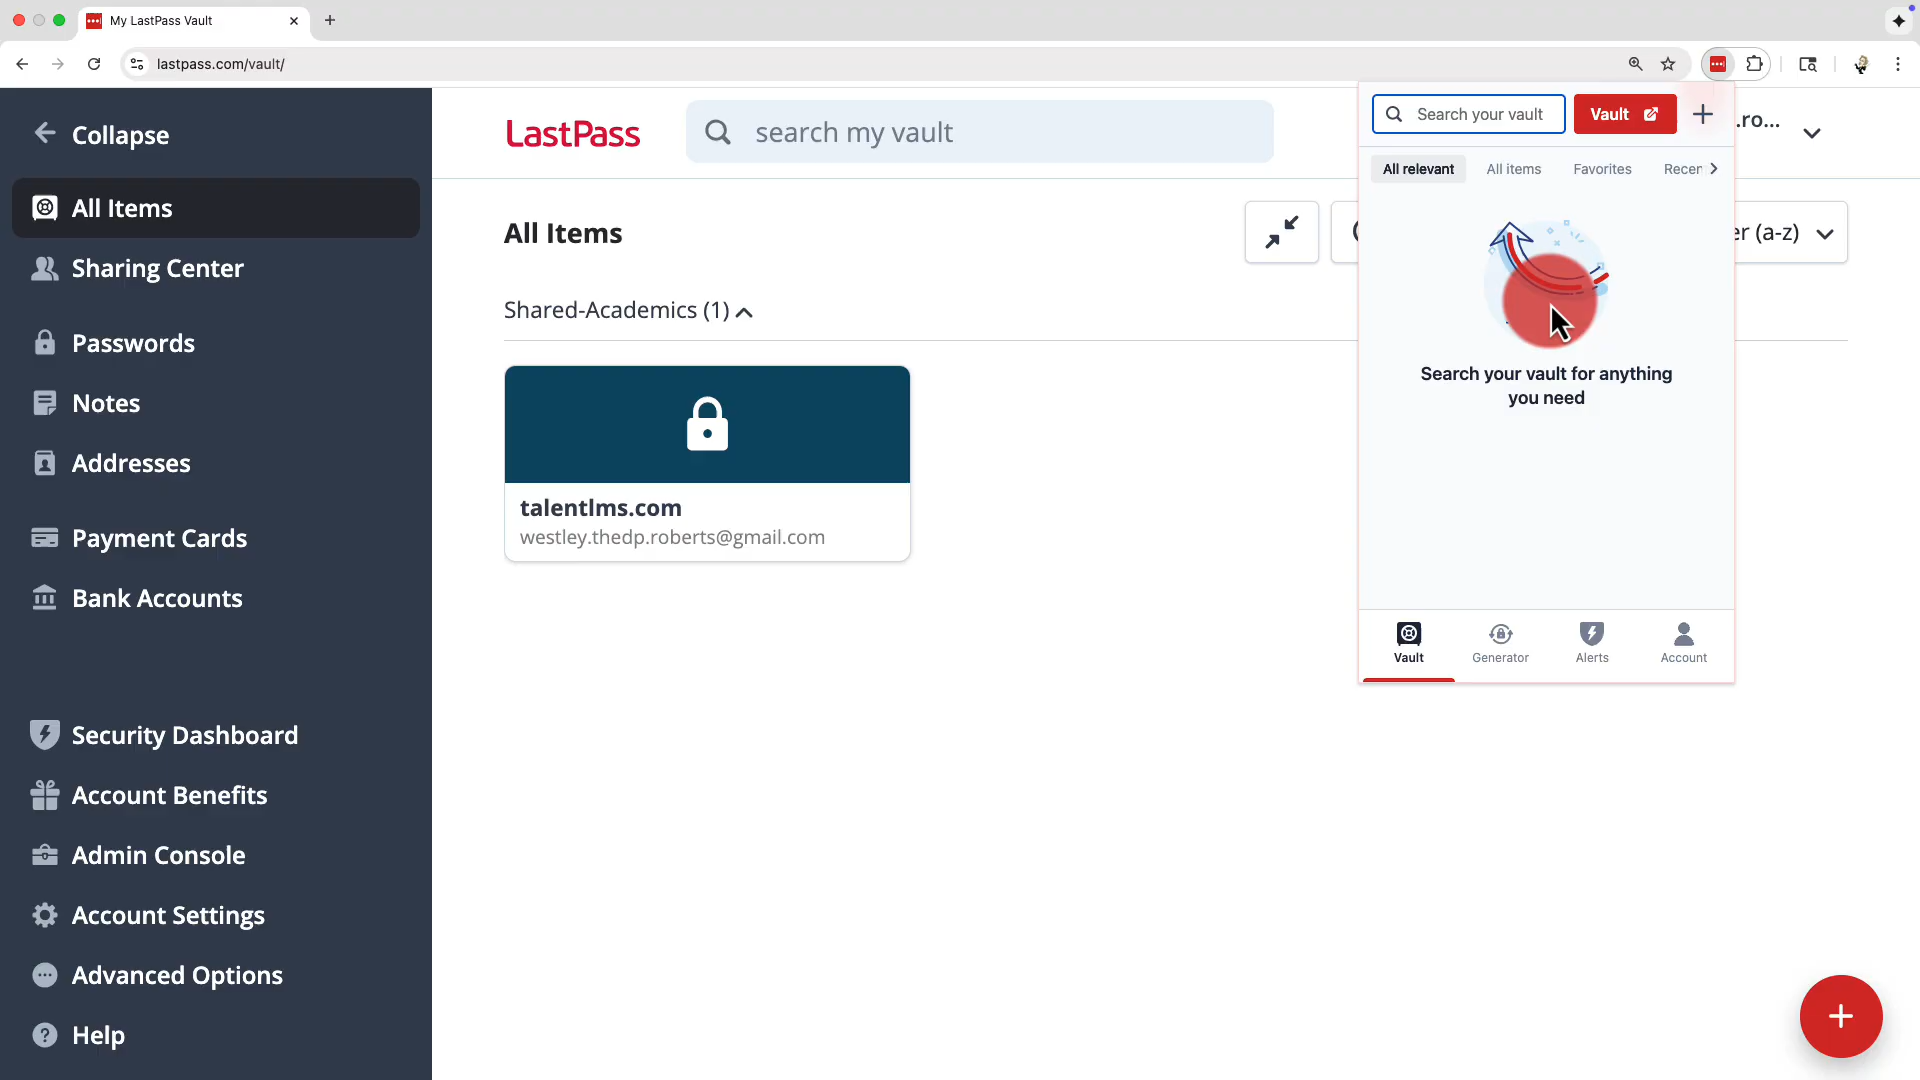 My LastPass Vault
lastpass.com/vault/
Collapse
All Items
Sharing Center
Passwords
Notes
Addresses
Payment Cards
Bank Accounts
Security Dashboard
Account Benefits
Admin Console
Account Settings
Advanced Options
Help
LastPass
search my vault
.ro...
All Items
er (a-z)
Shared-Academics (1)
talentlms.com
westley.thedp.roberts@gmail.com
Search your vault
Vault
All relevant
All items
Favorites
Recen
Search your vault for anything
you need
Vault
Generator
Alerts
Account